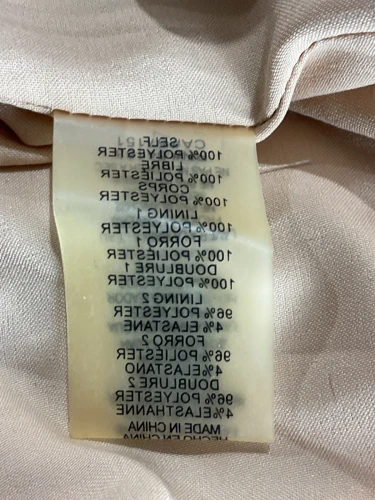 SELF
100% POLYESTER
LIBRE
100% POLIESTER
CORPS
100% POLYESTER
LINING 1
100% POLYESTER
FORRO 1
100% POLIÉSTER
DOUBLURE 1
100% POLYESTER
LINING 2
96% POLYESTER
4% ELASTANE
FORRO 2
96% POLIÉSTER
4% ELASTANO
DOUBLURE 2
96% POLYESTER
4% ELASTHANNE
MADE IN CHINA
HECHO EN CHINA